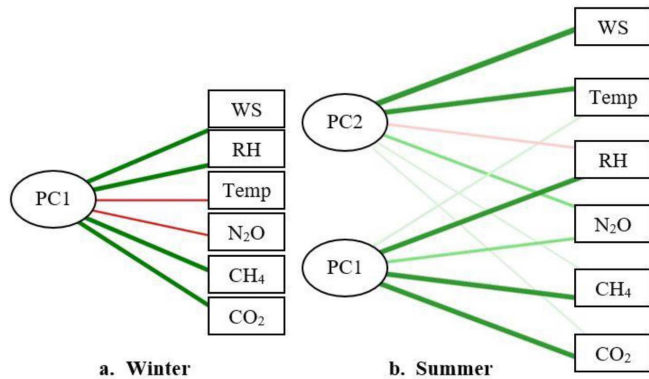 WS
RH
PC1
Temp
N₂O
CH₄
CO₂
a. Winter
WS
Temp
PC2
RH
N₂O
PC1
CH₄
CO₂
b. Summer